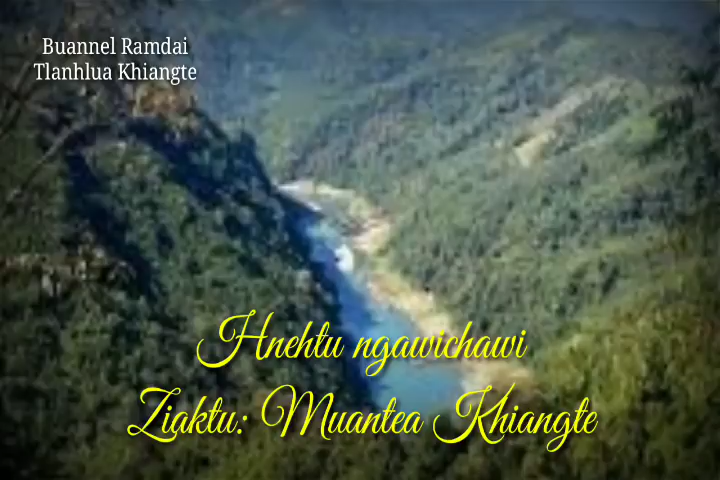 Buannel Ramdai
Tlanhlua Khiangte
Hnehtu ngawichawi
Ziaktu: Muantea Khiangte